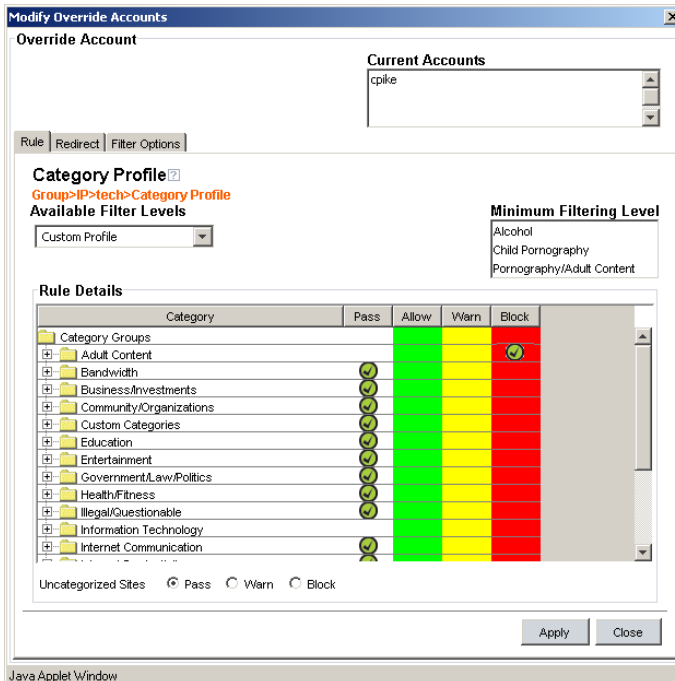 Modify Override Accounts
Override Account
Current Accounts
cpike
Rule Redirect Filter Options
Category Profile ?
Group>IP>tech>Category Profile
Available Filter Levels
Custom Profile
Minimum Filtering Level
Alcohol
Child Pornography
Pornography/Adult Content
Rule Details
Category Pass Allow Warn Block
Category Groups
Adult Content
Bandwidth
Business/Investments
Community/Organizations
Custom Categories
Education
Entertainment
Government/Law/Politics
Health/Fitness
Illegal/Questionable
Information Technology
Internet Communication
Uncategorized Sites Pass Warn Block
Apply Close
Java Applet Window